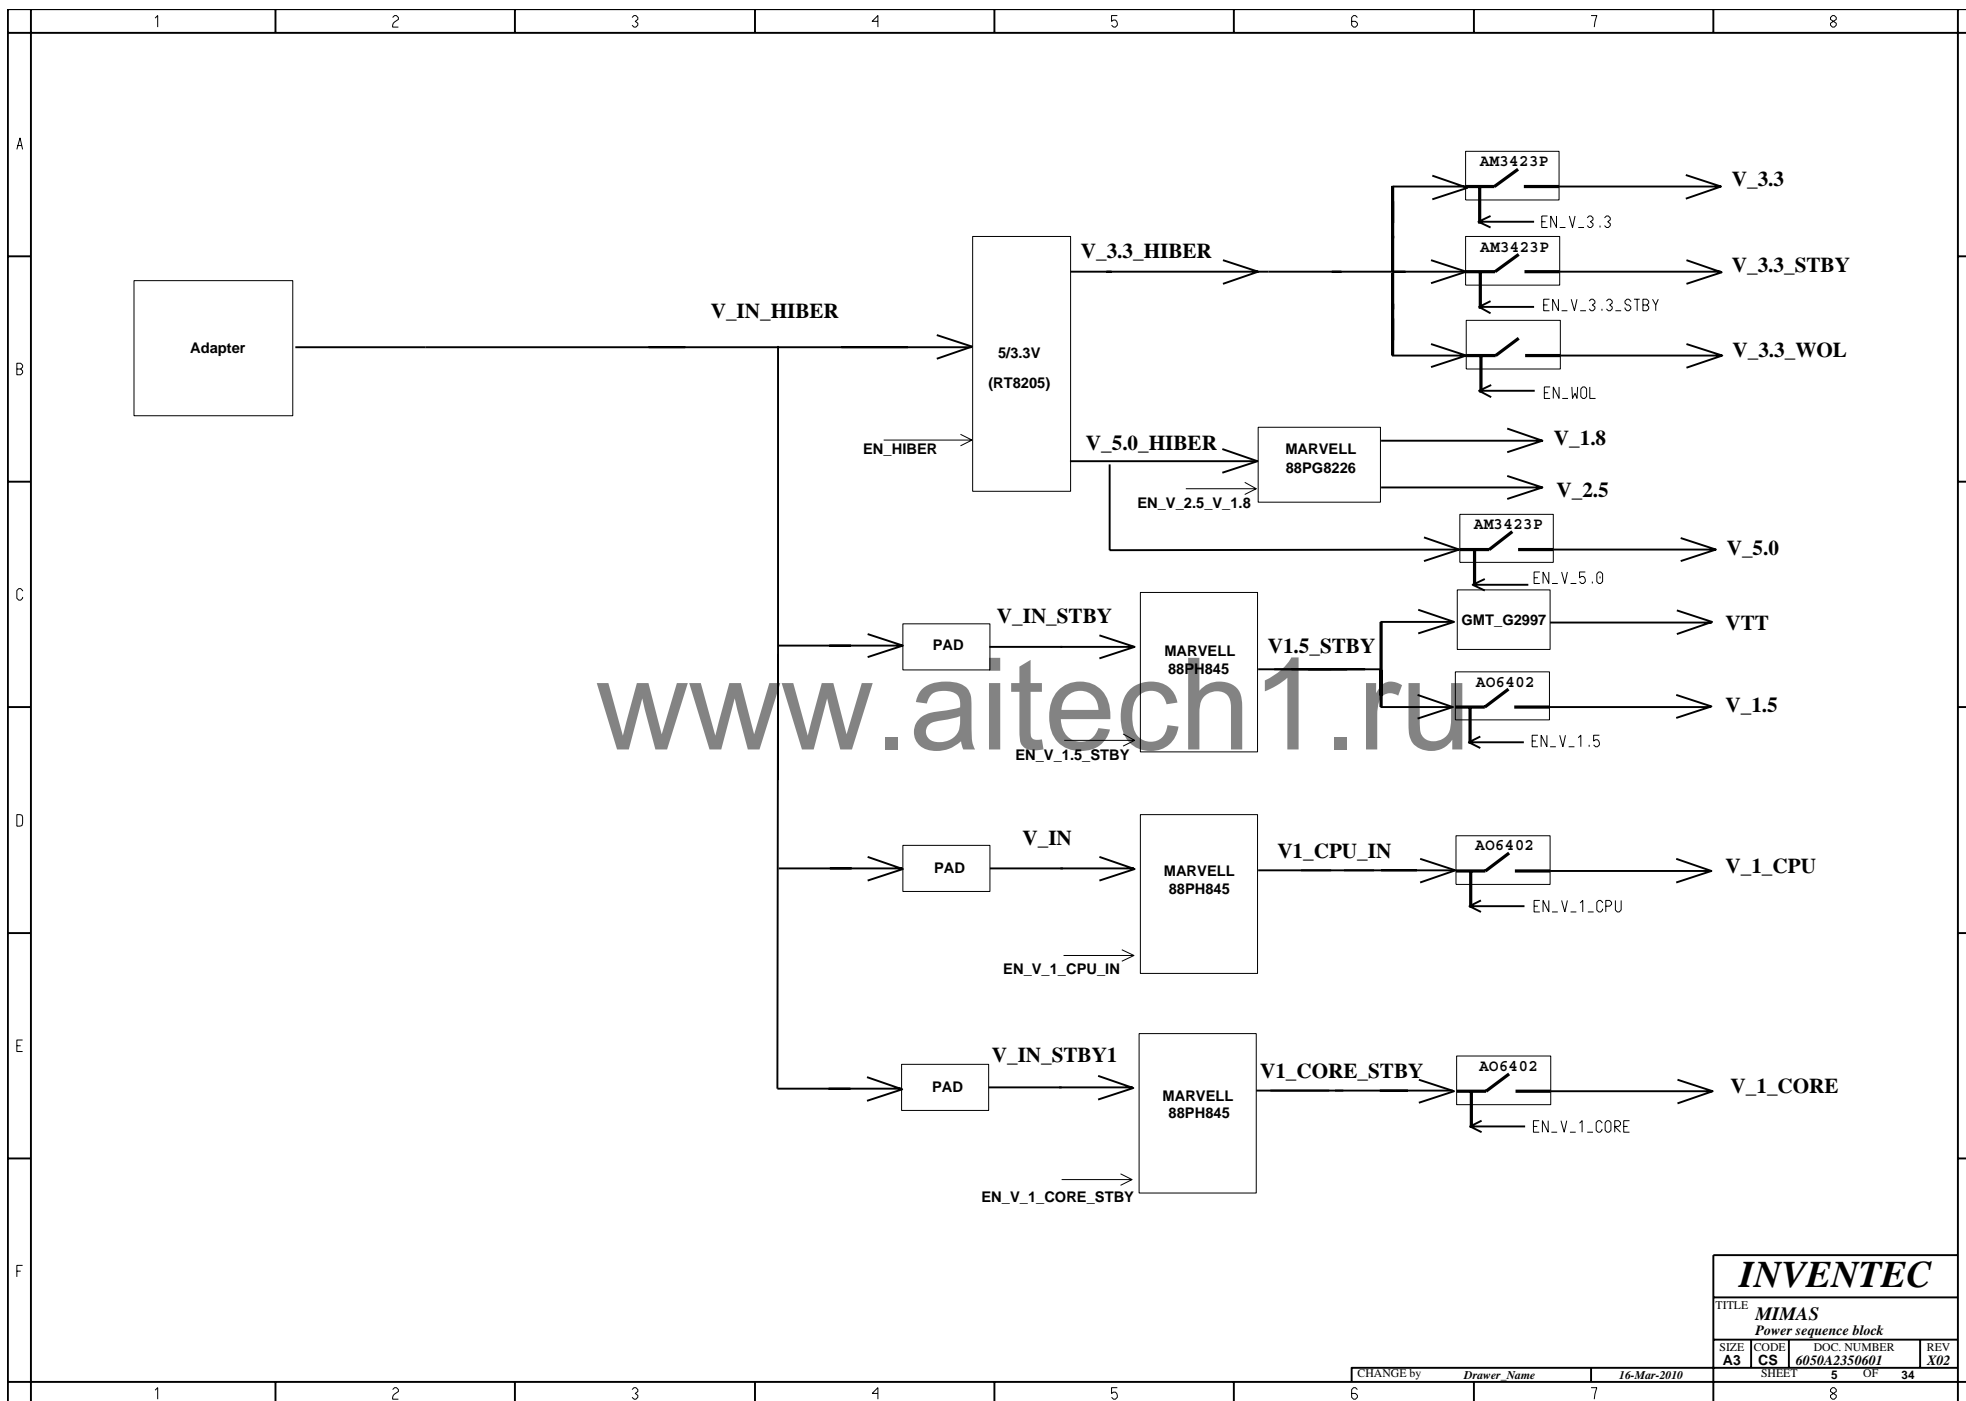 1 2 3 4 5 6 7 8
A
B
C
D
E
F
Adapter
V_IN_HIBER
5/3.3V
(RT8205)
EN_HIBER
V_3.3_HIBER
V_5.0_HIBER
AM3423P
V_3.3
EN_V_3.3
AM3423P
V_3.3_STBY
EN_V_3.3_STBY
V_3.3_WOL
EN_WOL
MARVELL
88PG8226
EN_V_2.5_V_1.8
V_1.8
V_2.5
AM3423P
V_5.0
EN_V_5.0
PAD
V_IN_STBY
MARVELL
88PH845
EN_V_1.5_STBY
V1.5_STBY
GMT_G2997
VTT
AO6402
V_1.5
EN_V_1.5
www.aitech1.ru
PAD
V_IN
MARVELL
88PH845
EN_V_1_CPU_IN
V1_CPU_IN
AO6402
V_1_CPU
EN_V_1_CPU
PAD
V_IN_STBY1
MARVELL
88PH845
EN_V_1_CORE_STBY
V1_CORE_STBY
AO6402
V_1_CORE
EN_V_1_CORE
INVENTEC
TITLE
MIMAS
Power sequence block
SIZE CODE DOC. NUMBER REV
A3 CS 6050A2350601 X02
CHANGE by Drawer_Name 16-Mar-2010 SHEET 5 OF 34
1 2 3 4 5 6 7 8